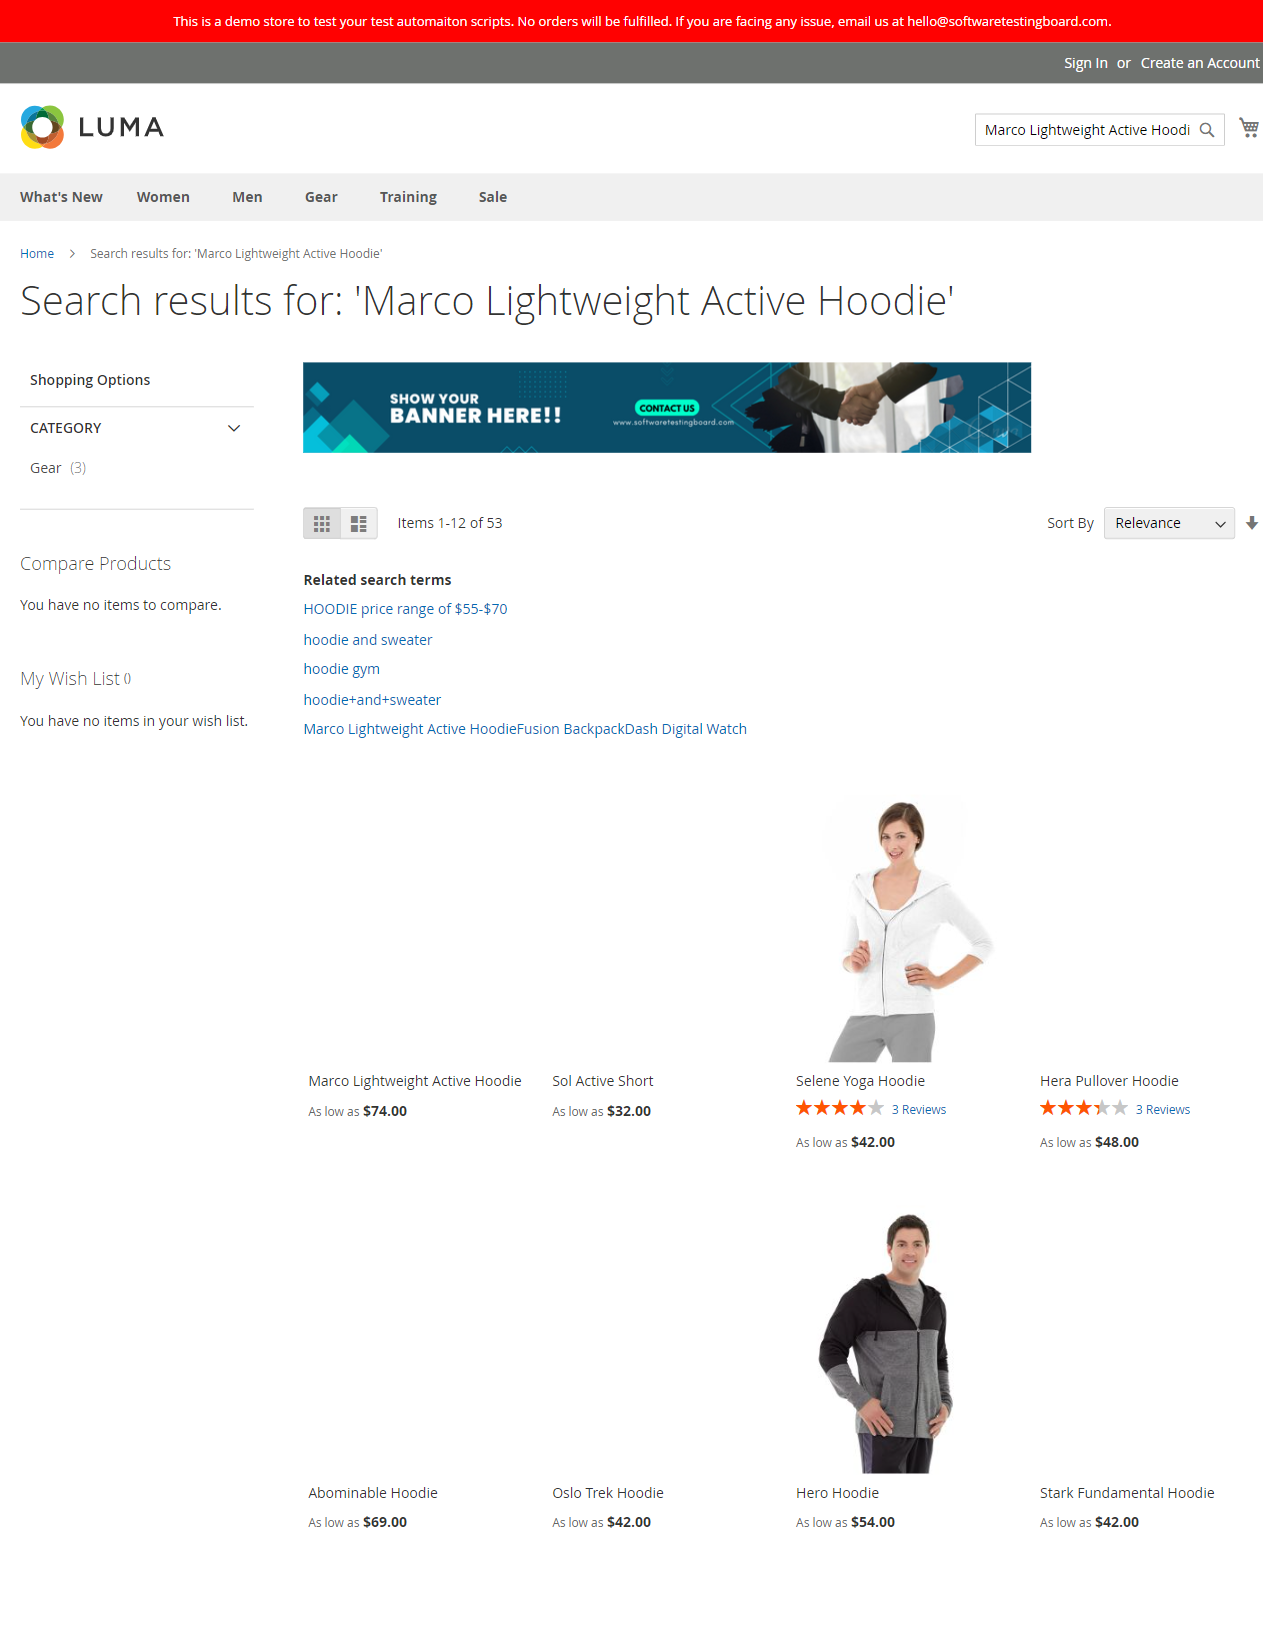 This is a demo store to test your test automaiton scripts. No orders will be fulfilled. If you are facing any issue, email us at hello@softwaretestingboard.com.
Sign In or Create an Account
LUMA
Marco Lightweight Active Hoodi
What's New Women Men Gear Training Sale
Home > Search results for: 'Marco Lightweight Active Hoodie'
Search results for: 'Marco Lightweight Active Hoodie'
Shopping Options
CATEGORY
Gear (3)
Compare Products
You have no items to compare.
My Wish List ()
You have no items in your wish list.
SHOW YOUR
BANNER HERE!!
CONTACT US
www.softwaretestingboard.com
Items 1-12 of 53
Sort By Relevance
Related search terms
HOODIE price range of $55-$70
hoodie and sweater
hoodie gym
hoodie+and+sweater
Marco Lightweight Active HoodieFusion BackpackDash Digital Watch
Marco Lightweight Active Hoodie
As low as $74.00
Sol Active Short
As low as $32.00
Selene Yoga Hoodie
3 Reviews
As low as $42.00
Hera Pullover Hoodie
3 Reviews
As low as $48.00
Abominable Hoodie
As low as $69.00
Oslo Trek Hoodie
As low as $42.00
Hero Hoodie
As low as $54.00
Stark Fundamental Hoodie
As low as $42.00